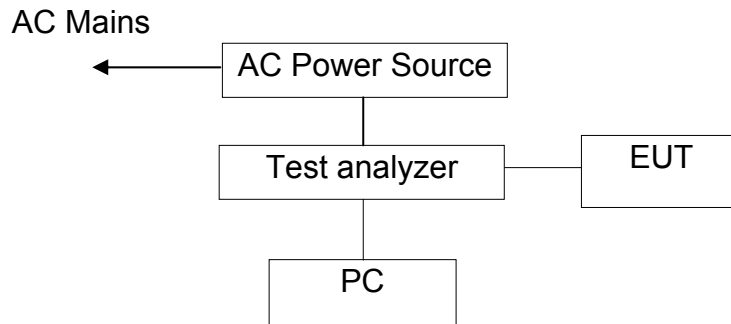 AC Mains
AC Power Source
Test analyzer
EUT
PC